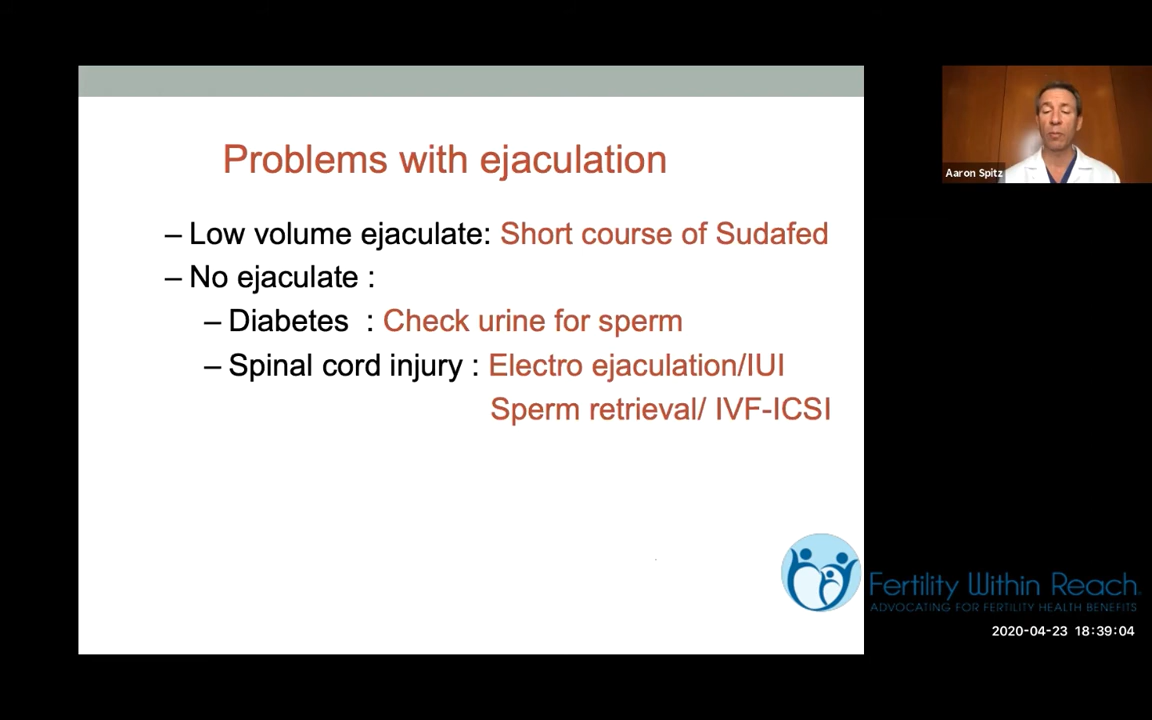 Problems with ejaculation
– Low volume ejaculate: Short course of Sudafed
– No ejaculate :
– Diabetes : Check urine for sperm
– Spinal cord injury : Electro ejaculation/IUI
Sperm retrieval/ IVF-ICSI
Aaron Spitz
Fertility Within Reach®
ADVOCATING FOR FERTILITY HEALTH BENEFITS
2020-04-23 18:39:04